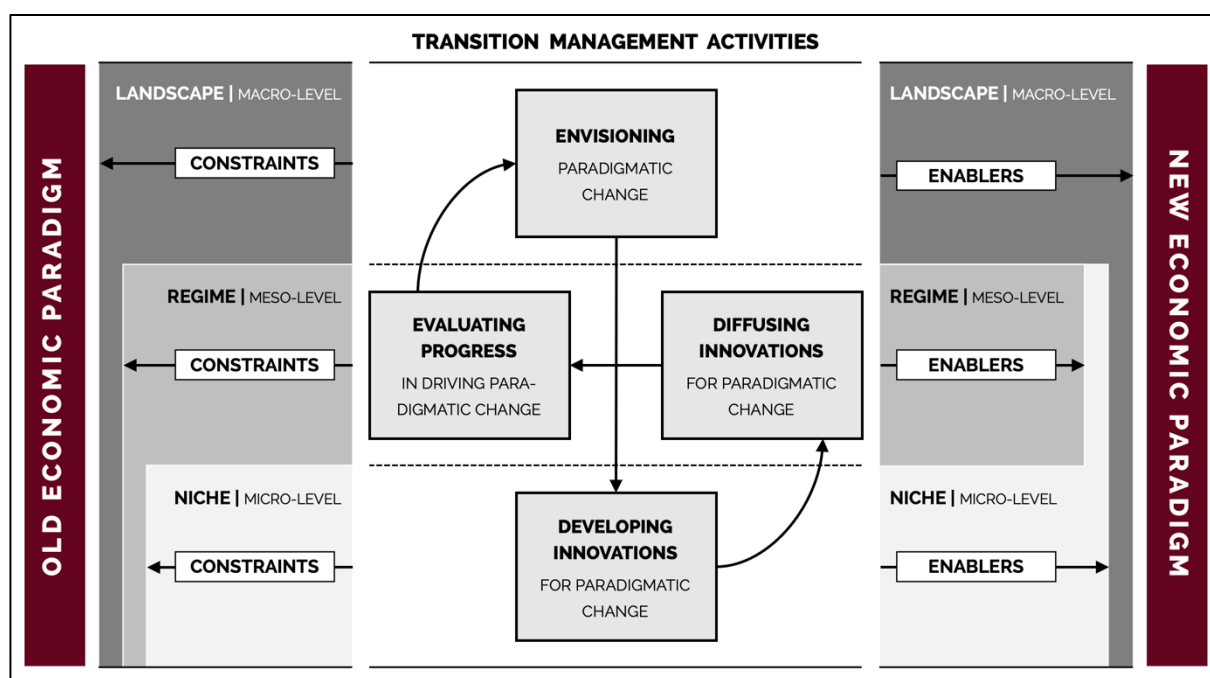 TRANSITION MANAGEMENT ACTIVITIES
OLD ECONOMIC PARADIGM
LANDSCAPE | MACRO-LEVEL
CONSTRAINTS
REGIME | MESO-LEVEL
CONSTRAINTS
NICHE | MICRO-LEVEL
CONSTRAINTS
ENVISIONING
PARADIGMATIC
CHANGE
EVALUATING
PROGRESS
IN DRIVING PARA-
DIGMATIC CHANGE
DIFFUSING
INNOVATIONS
FOR PARADIGMATIC
CHANGE
DEVELOPING
INNOVATIONS
FOR PARADIGMATIC
CHANGE
LANDSCAPE | MACRO-LEVEL
ENABLERS
REGIME | MESO-LEVEL
ENABLERS
NICHE | MICRO-LEVEL
ENABLERS
NEW ECONOMIC PARADIGM